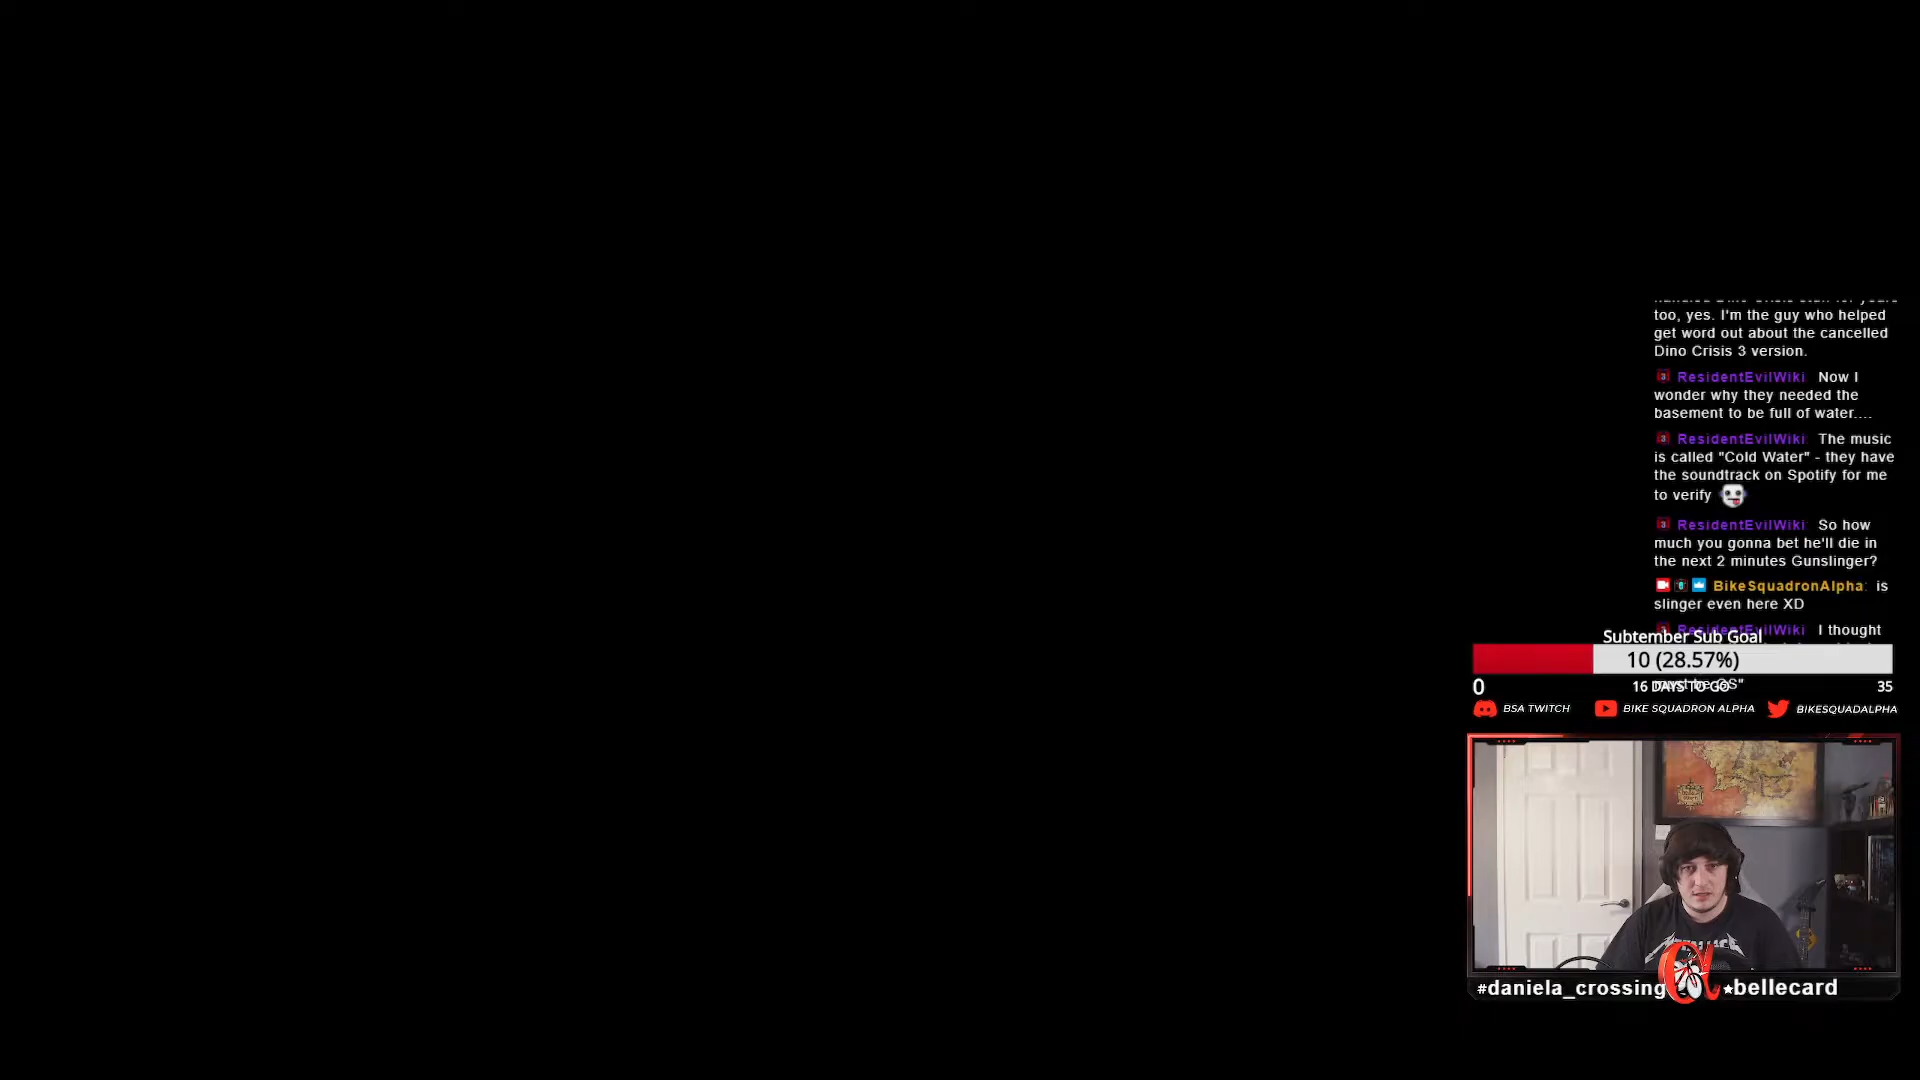 too, yes. I'm the guy who helped
get word out about the cancelled
Dino Crisis 3 version.
ResidentEvilWiki Now I
wonder why they needed the
basement to be full of water....
ResidentEvilWiki The music
is called "Cold Water" - they have
the soundtrack on Spotify for me
to verify
ResidentEvilWiki So how
much you gonna bet he'll die in
the next 2 minutes Gunslinger?
BikeSquadronAlpha: is
slinger even here XD
ResidentEvilWiki I thought
Subtember Sub Goal
10 (28.57%)
0
16 DAYS TO GO
35
BSA TWITCH
BIKE SQUADRON ALPHA
BIKESQUADALPHA
METALLICA
#daniela_crossing
★bellecard